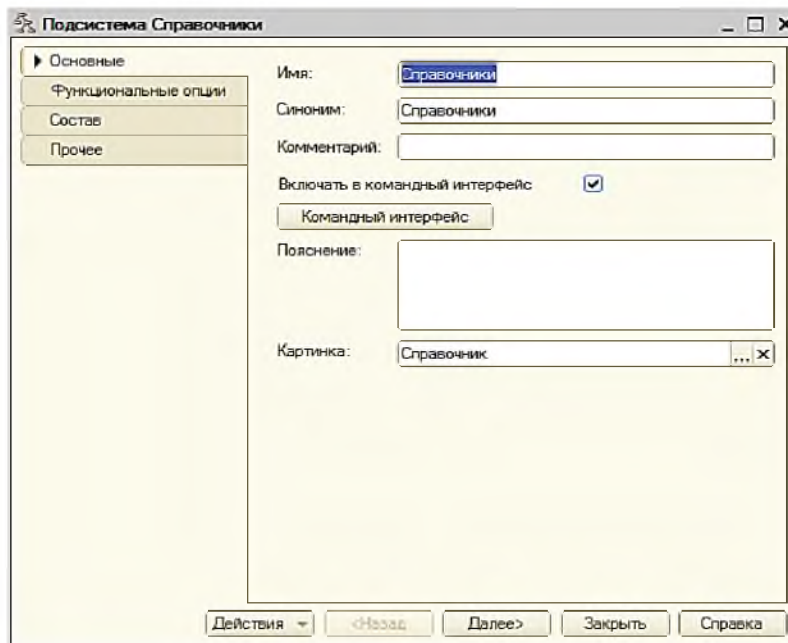 Подсистема Справочники
Основные
Функциональные опции
Состав
Прочее
Имя: Справочники
Синоним: Справочники
Комментарий:
Включать в командный интерфейс
Командный интерфейс
Пояснение:
Картинка: Справочник ... ×
Действия <Назад Далее> Закрыть Справка